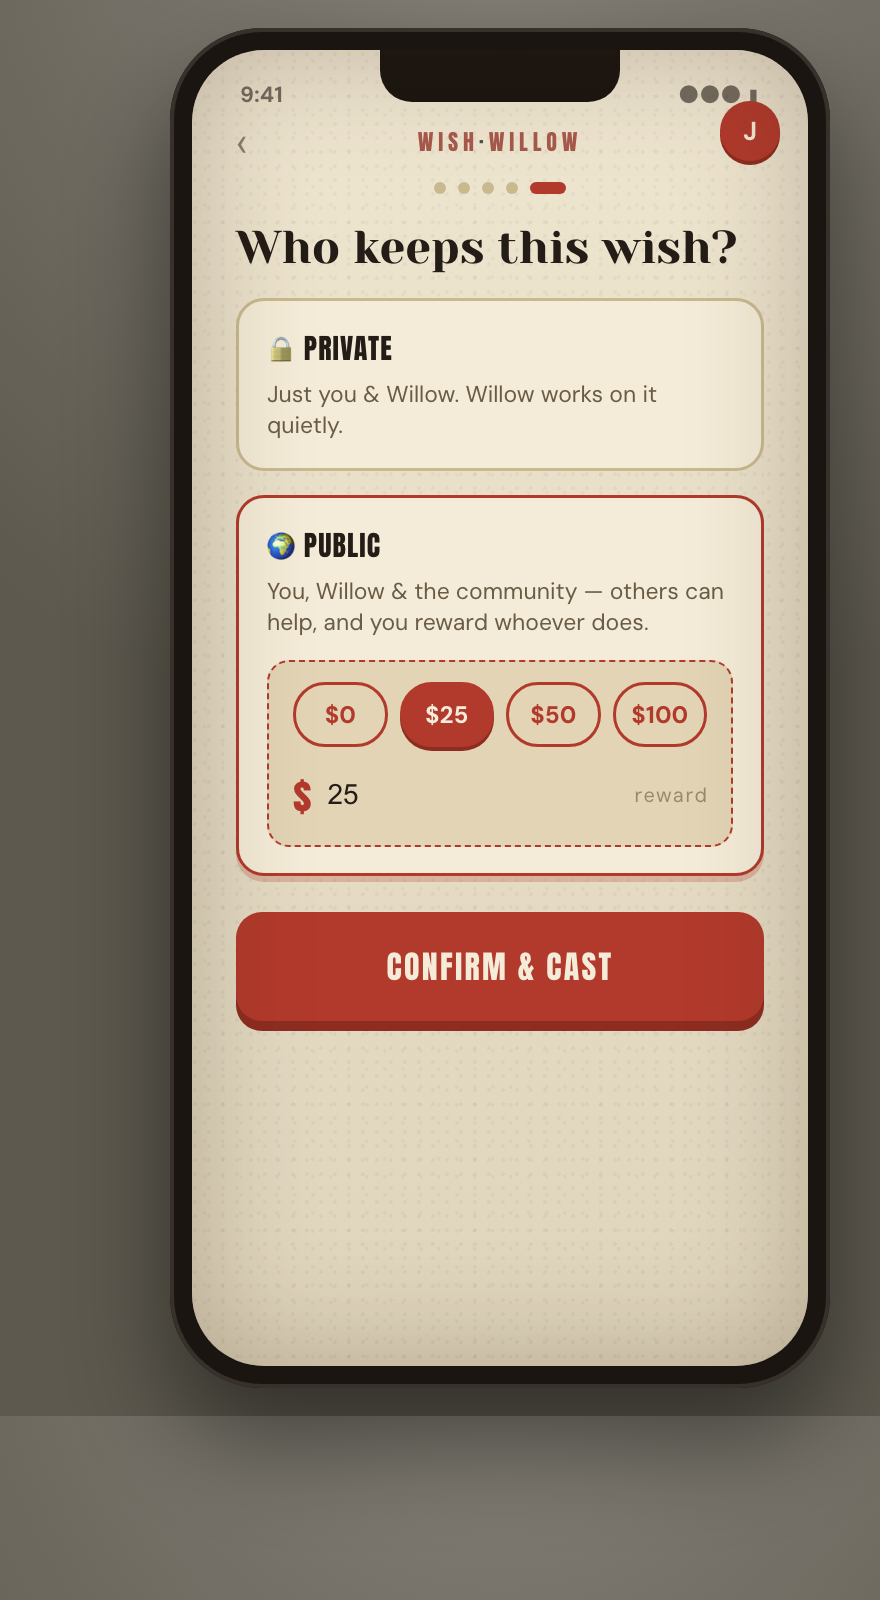 9:41
‹
WISH·WILLOW
J
Who keeps this wish?
🔒 PRIVATE
Just you & Willow. Willow works on it
quietly.
🌍 PUBLIC
You, Willow & the community — others can
help, and you reward whoever does.
$0 $25 $50 $100
$ 25 reward
CONFIRM & CAST